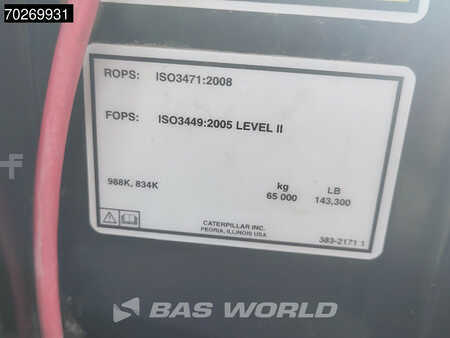 70269931
ROPS: ISO3471:2008
FOPS: ISO3449:2005 LEVEL II
988K, 834K
kg LB
65 000 143,300
CATERPILLAR INC.
PEORIA, ILLINOIS USA
383-2171 1
BAS WORLD